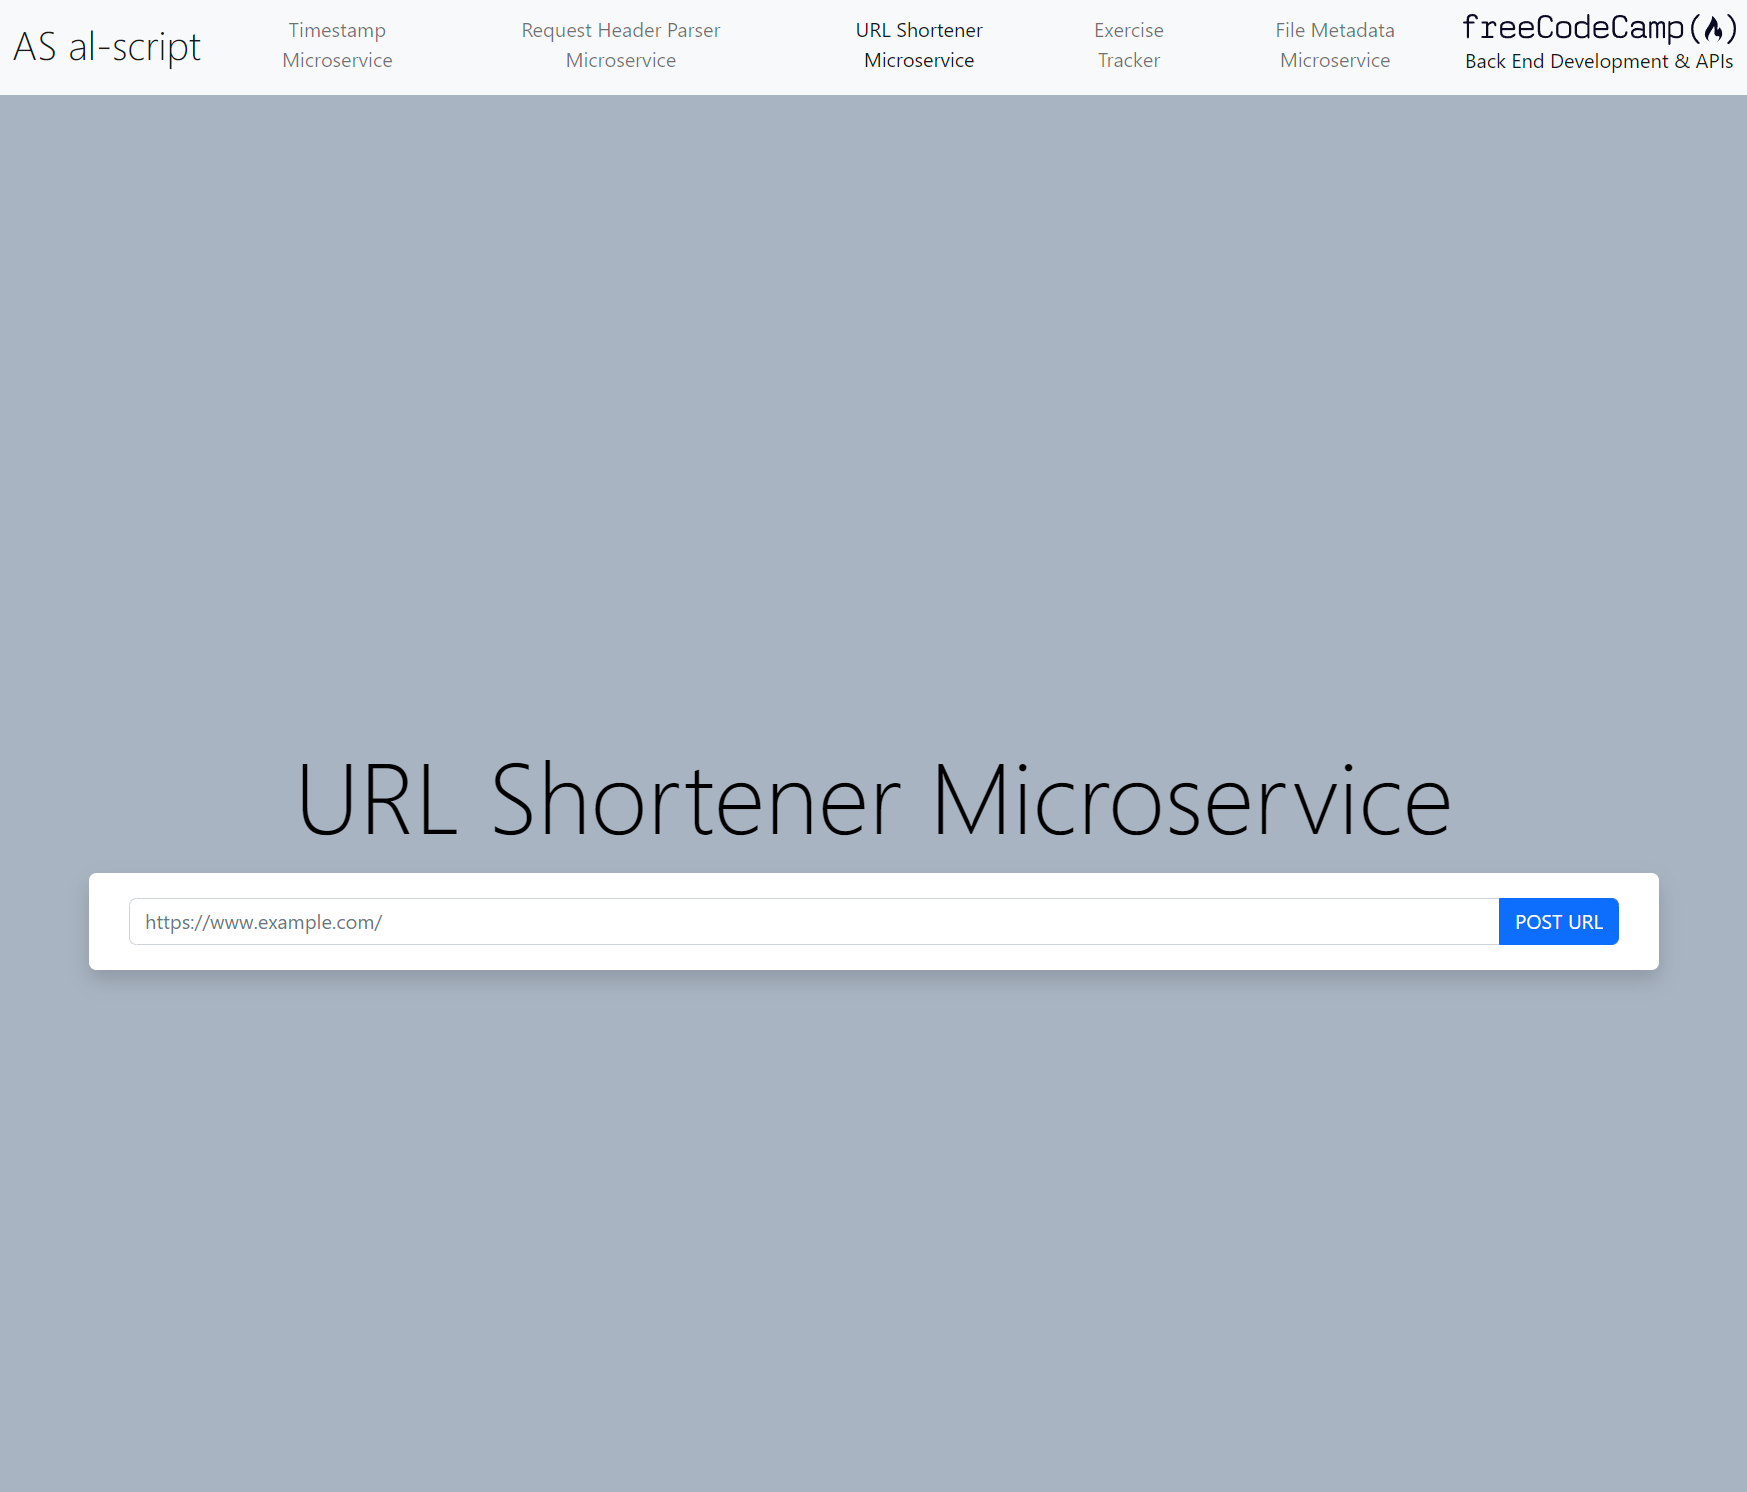 AS al-script
Timestamp
Microservice
Request Header Parser
Microservice
URL Shortener
Microservice
Exercise
Tracker
File Metadata
Microservice
freeCodeCamp
Back End Development & APIs
URL Shortener Microservice
https://www.example.com/
POST URL